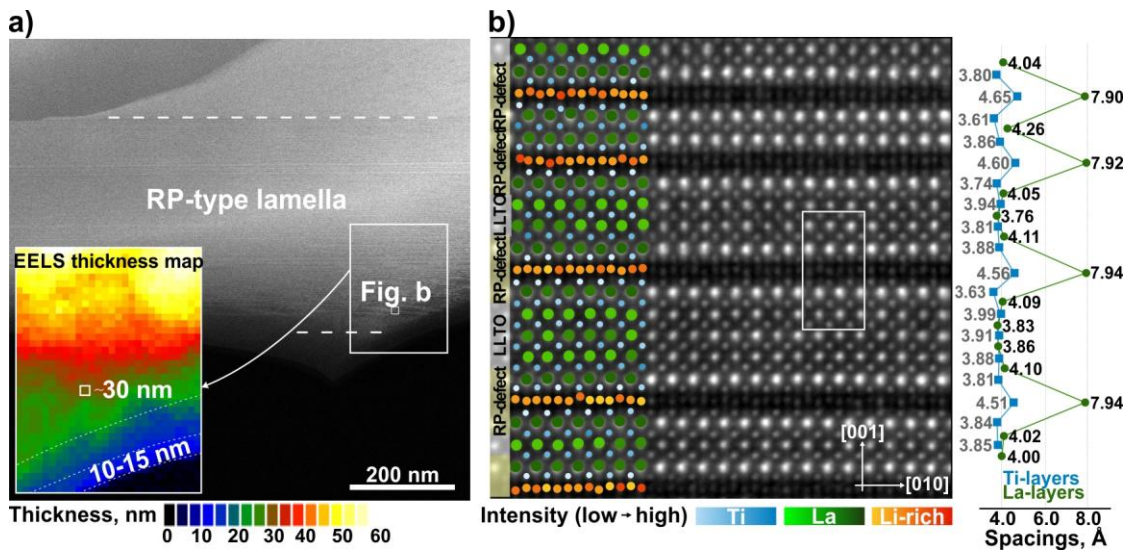 a)
RP-type lamella
EELS thickness map
Fig. b
~30 nm
10-15 nm
200 nm
Thickness, nm
0 10 20 30 40 50 60
b)
RP-defect
RP-defect
LLTO
RP-defect
LLTO
RP-defect
[001]
[010]
Intensity (low → high) Ti La Li-rich
4.04
3.80
4.65 7.90
3.61
4.26
3.86
4.60 7.92
3.74
4.05
3.94
3.76
3.81
4.11
3.88
4.56 7.94
3.63
4.09
3.99
3.83
3.91
3.86
3.88
4.10
3.81
4.51 7.94
3.84
4.02
3.85
4.00
Ti-layers
La-layers
4.0 6.0 8.0
Spacings, Å